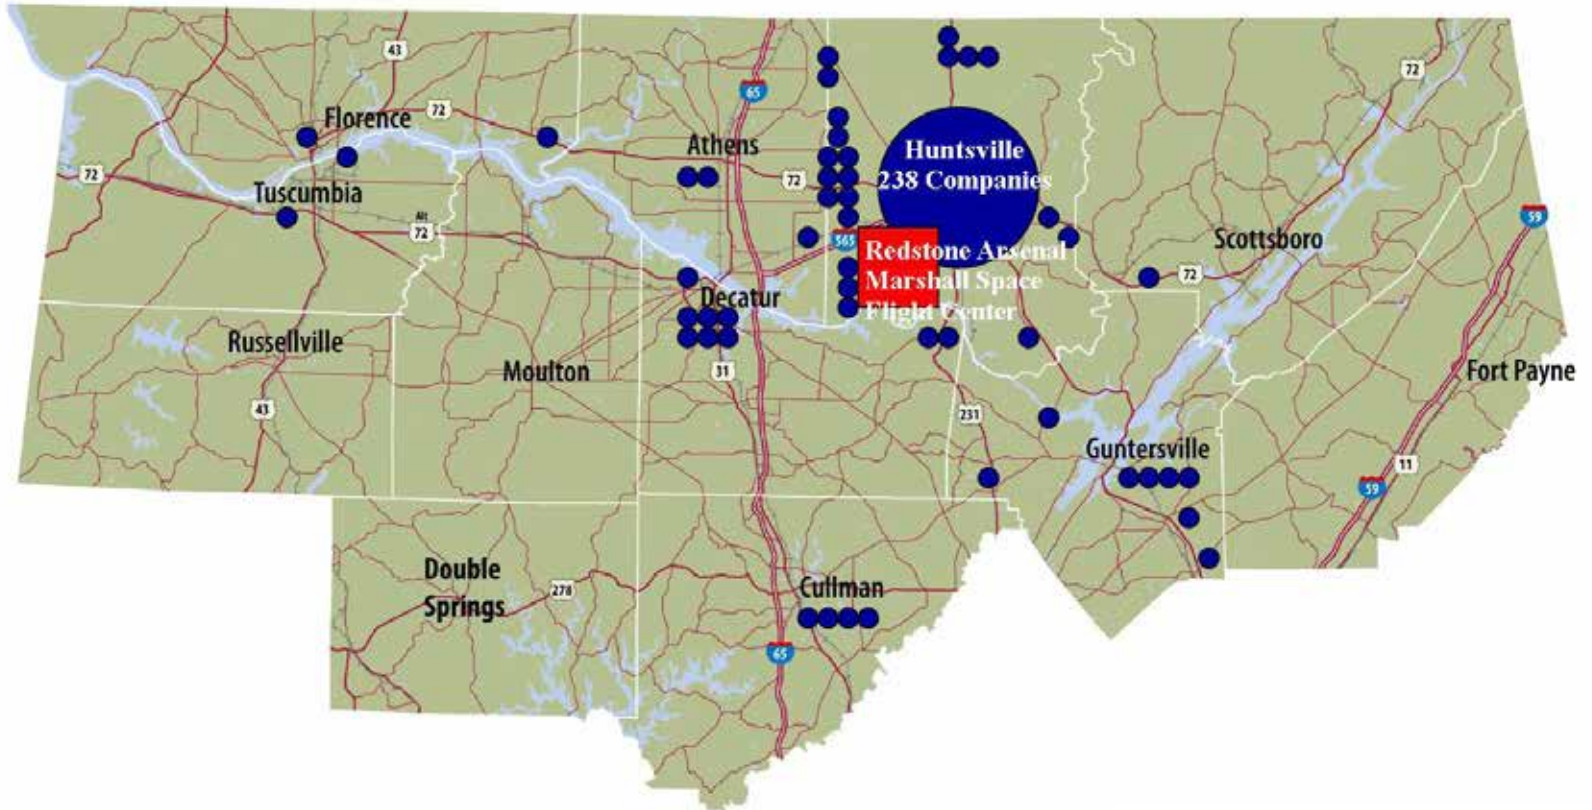 43
72
65
72
Florence
Athens
Huntsville
238 Companies
72
72
Tuscumbia
Alt
72
565
59
Scottsboro
Redstone Arsenal
Marshall Space
Flight Center
72
Decatur
Russellville
Moulton
31
Fort Payne
43
231
Guntersville
11
59
Double
Springs
278
Cullman
65